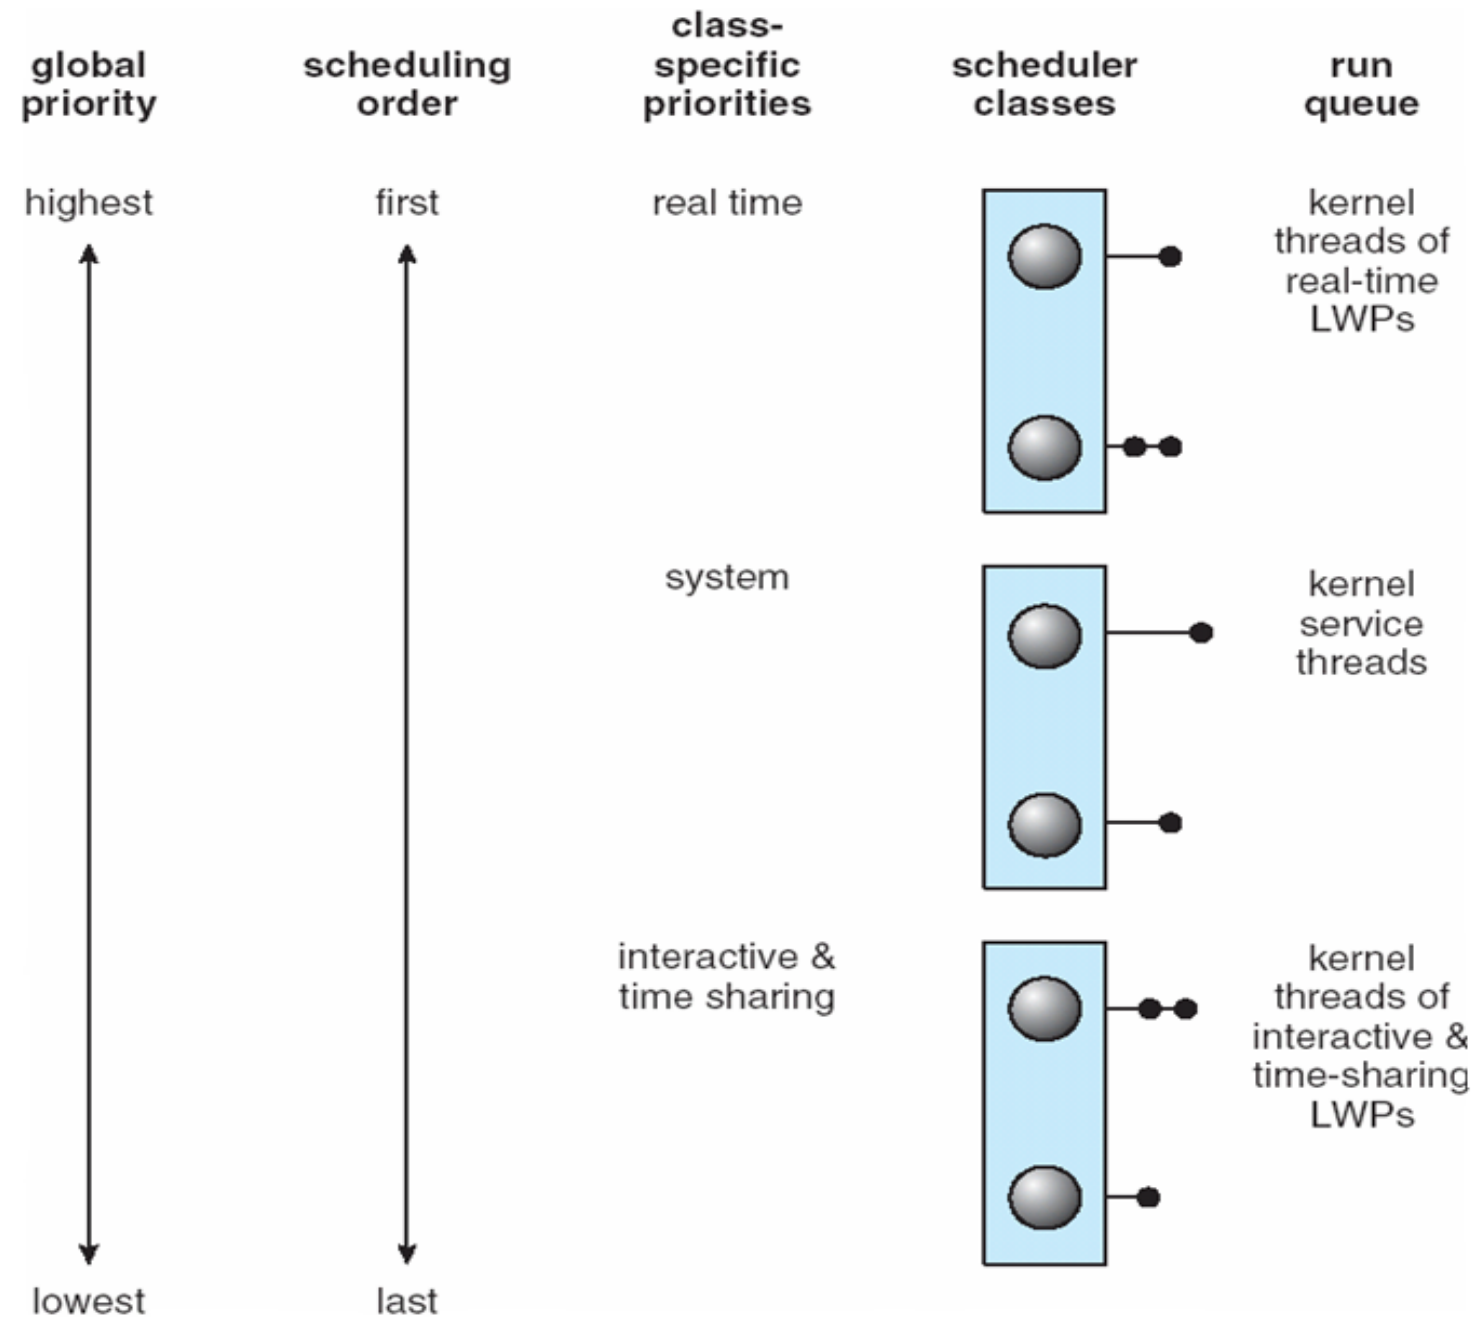 global
priority
scheduling
order
class-
specific
priorities
scheduler
classes
run
queue
highest
first
real time
kernel
threads of
real-time
LWPs
system
kernel
service
threads
interactive &
time sharing
kernel
threads of
interactive &
time-sharing
LWPs
lowest
last